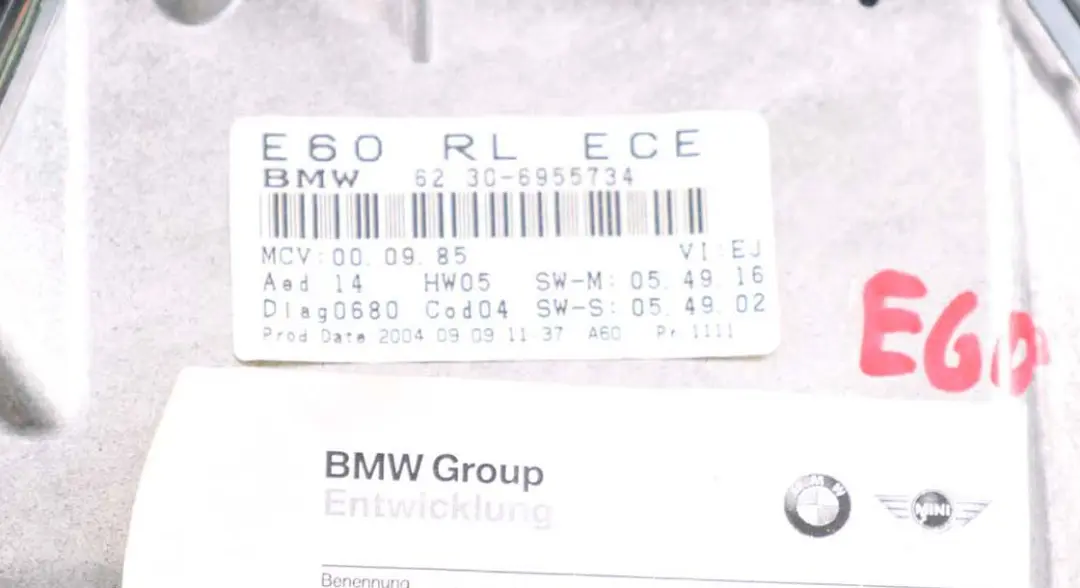 E60 RL ECE
BMW 62 30-6955734
MCV:00.09.85 VI:EJ
Aed 14 HW05 SW-M: 05.49.16
Diag0680 Cod04 SW-S: 05.49.02
Prod Date 2004 09 09 11 37 A60 Pr.1111
E60
BMW Group
Entwicklung
BMW
MINI
Benennung